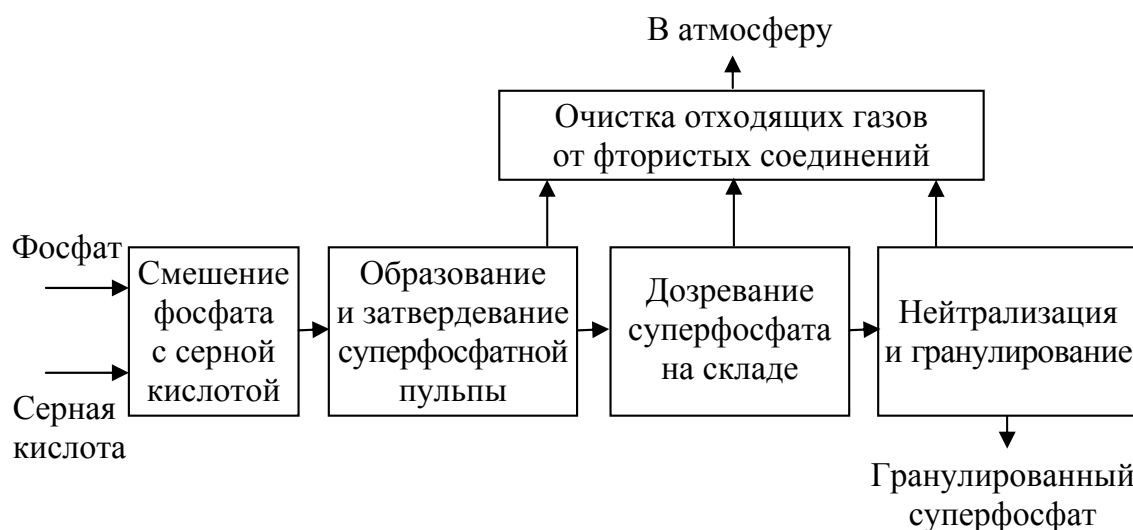 В атмосферу
Очистка отходящих газов
от фтористых соединений
Фосфат
Серная
кислота
Смешение
фосфата
с серной
кислотой
Образование
и затвердевание
суперфосфатной
пульпы
Дозревание
суперфосфата
на складе
Нейтрализация
и гранулирование
Гранулированный
суперфосфат